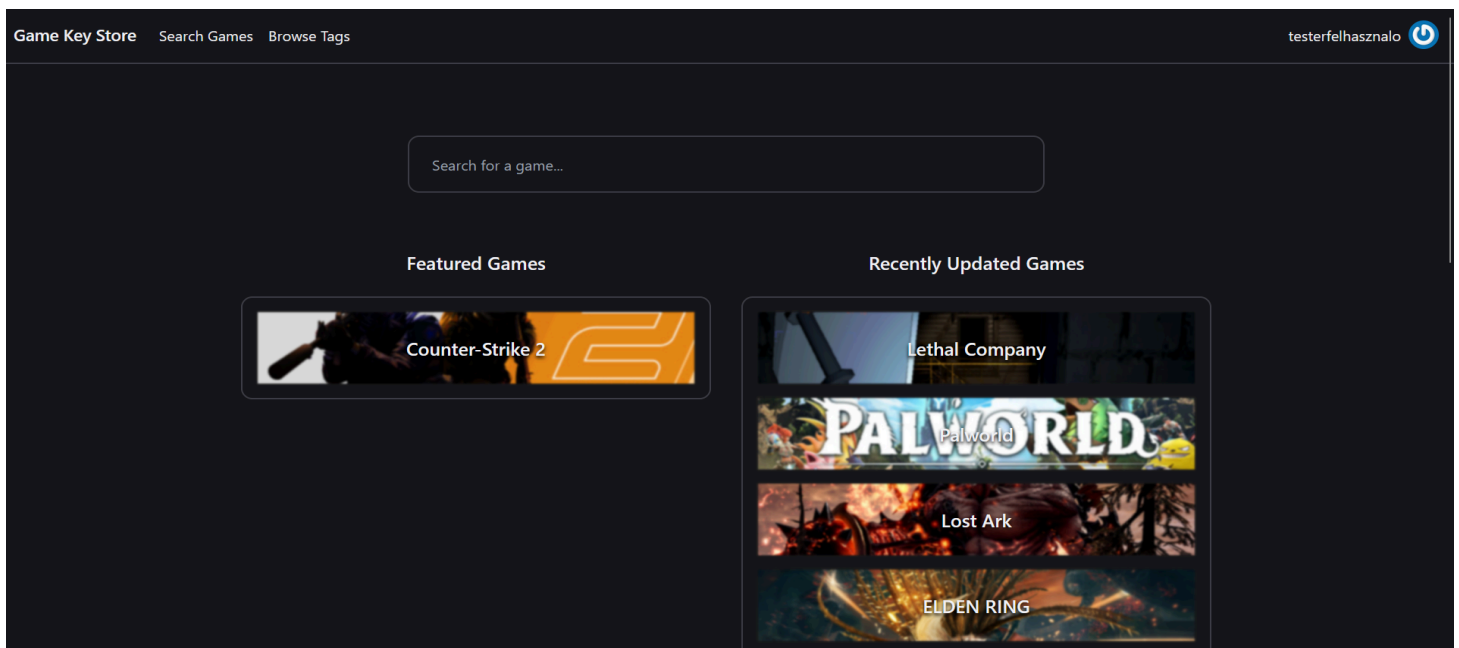 Game Key Store Search Games Browse Tags testerfelhasznalo
Search for a game...
Featured Games
Counter-Strike 2
Recently Updated Games
Lethal Company
PALWORLD
Palworld
Lost Ark
ELDEN RING